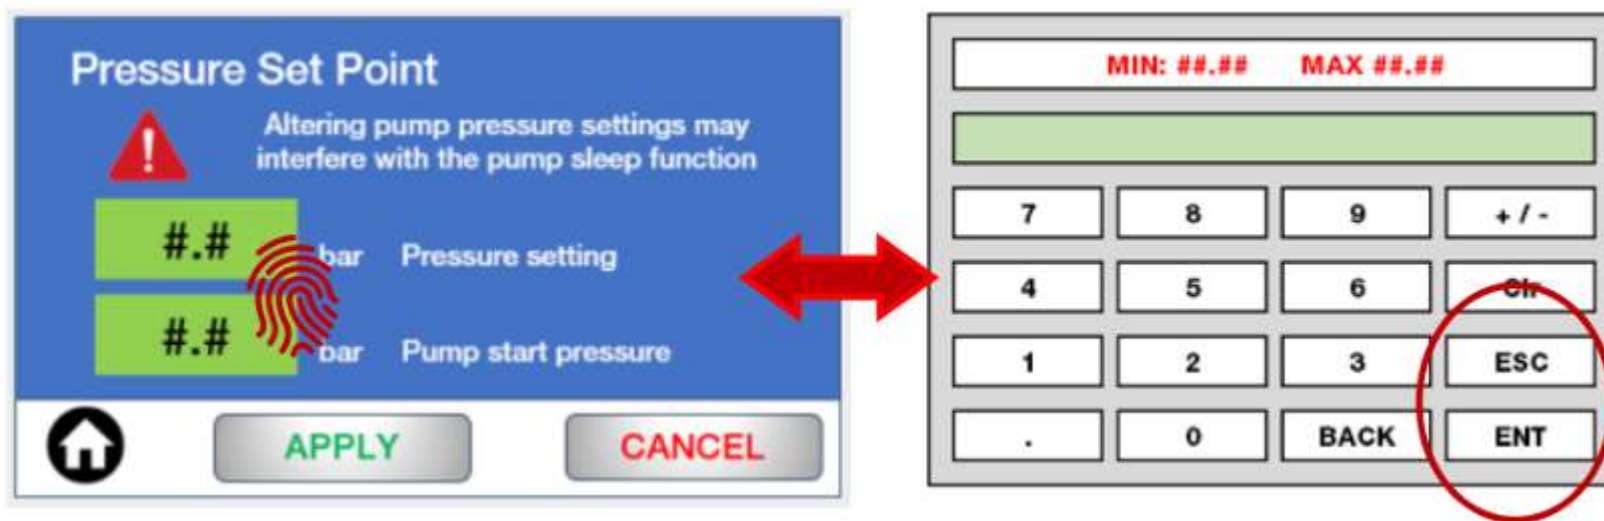 Pressure Set Point
Altering pump pressure settings may
interfere with the pump sleep function
#.# bar Pressure setting
#.# bar Pump start pressure
APPLY CANCEL
MIN: ##.## MAX ##.##
7 8 9 + / -
4 5 6 Clr
1 2 3 ESC
. 0 BACK ENT